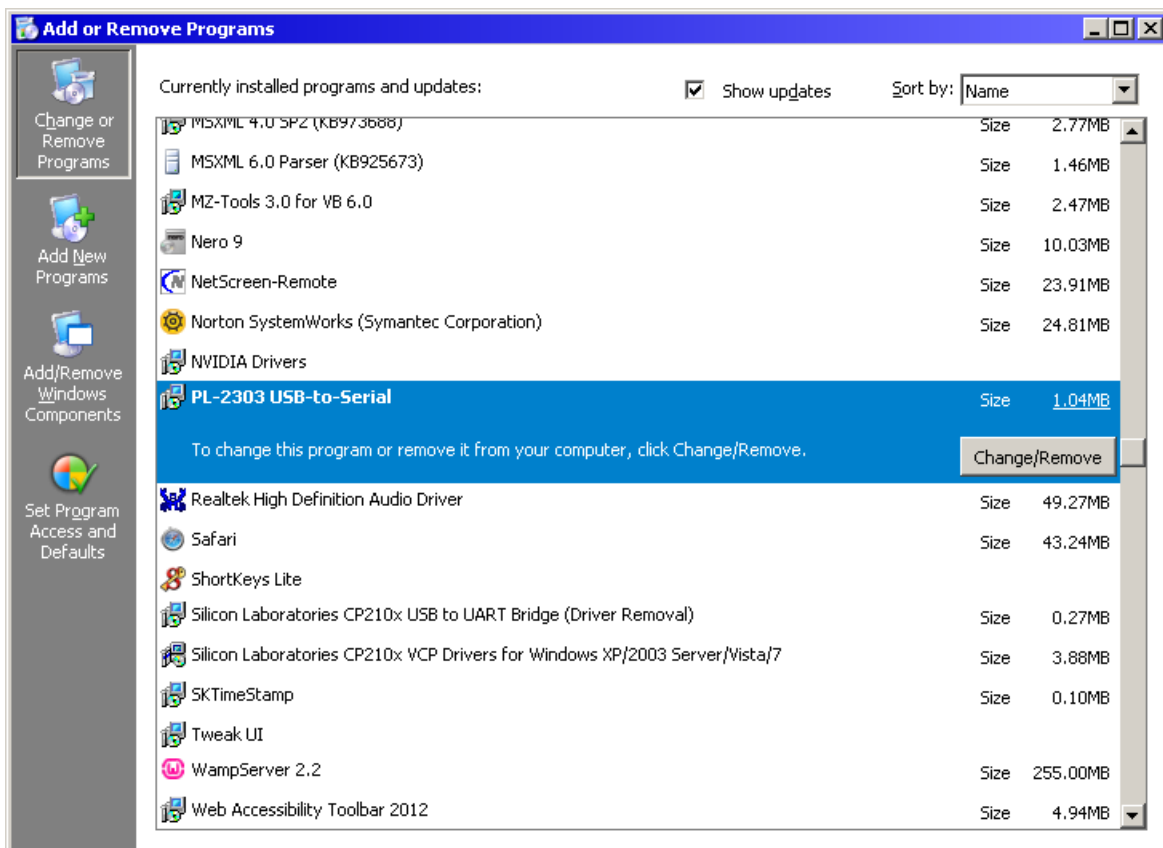 Add or Remove Programs
Change or
Remove
Programs
Add New
Programs
Add/Remove
Windows
Components
Set Program
Access and
Defaults
Currently installed programs and updates: Show updates Sort by: Name
MSXML 4.0 SP2 (KB973688) Size 2.77MB
MSXML 6.0 Parser (KB925673) Size 1.46MB
MZ-Tools 3.0 for VB 6.0 Size 2.47MB
Nero 9 Size 10.03MB
NetScreen-Remote Size 23.91MB
Norton SystemWorks (Symantec Corporation) Size 24.81MB
NVIDIA Drivers
PL-2303 USB-to-Serial Size 1.04MB
To change this program or remove it from your computer, click Change/Remove. Change/Remove
Realtek High Definition Audio Driver Size 49.27MB
Safari Size 43.24MB
ShortKeys Lite
Silicon Laboratories CP210x USB to UART Bridge (Driver Removal) Size 0.27MB
Silicon Laboratories CP210x VCP Drivers for Windows XP/2003 Server/Vista/7 Size 3.88MB
SKTimeStamp Size 0.10MB
Tweak UI
WampServer 2.2 Size 255.00MB
Web Accessibility Toolbar 2012 Size 4.94MB